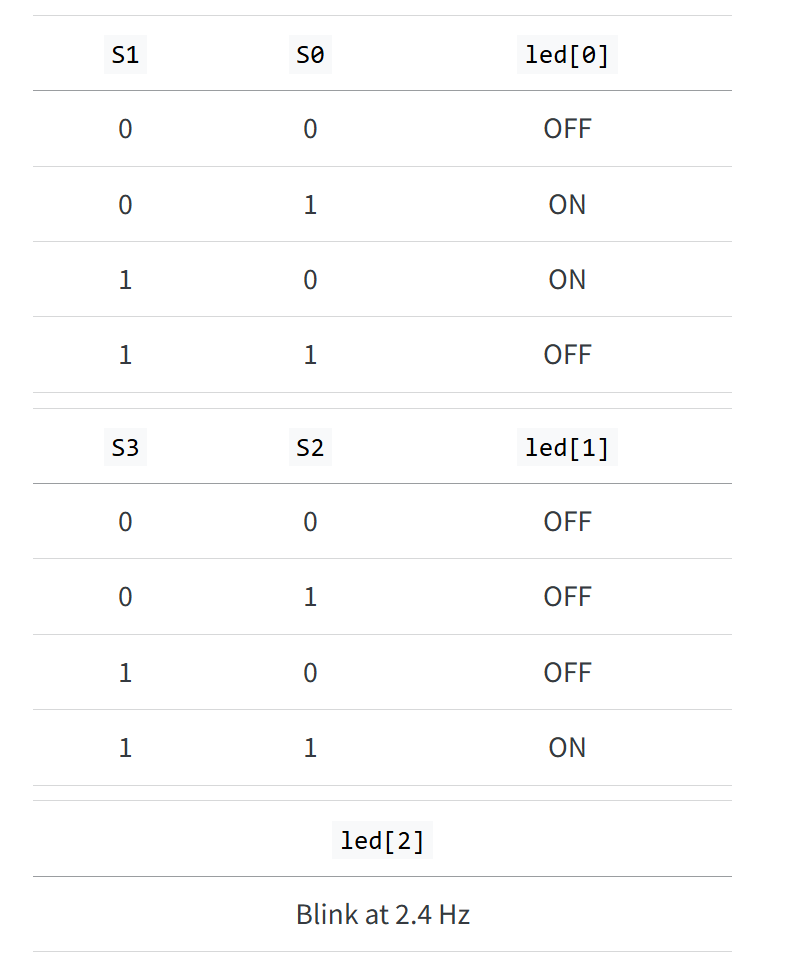 S1 S0 led[0]
0 0 OFF
0 1 ON
1 0 ON
1 1 OFF
S3 S2 led[1]
0 0 OFF
0 1 OFF
1 0 OFF
1 1 ON
led[2]
Blink at 2.4 Hz